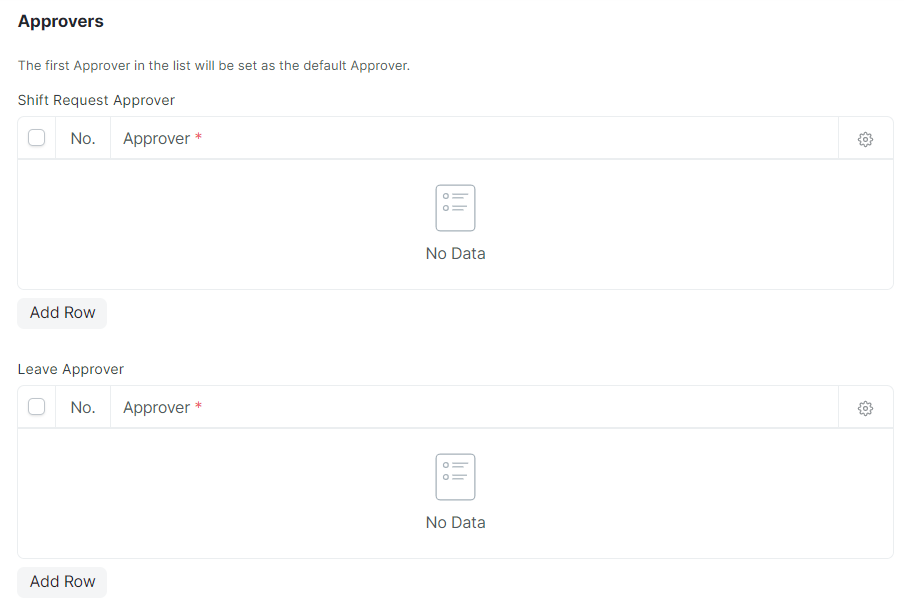 Approvers
The first Approver in the list will be set as the default Approver.
Shift Request Approver
No. Approver *
No Data
Add Row
Leave Approver
No. Approver *
No Data
Add Row